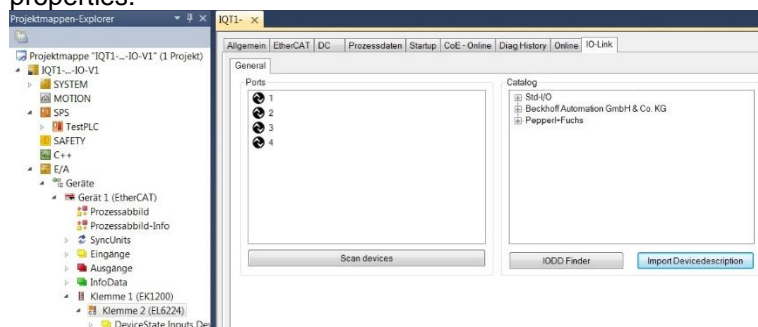 properties.
Projektmappen-Explorer
IQT1-
Allgemein EtherCAT DC Prozessdaten Startup CoE - Online Diag History Online IO-Link
General
Ports
1
2
3
4
Scan devices
Catalog
Std-I/O
Beckhoff Automation GmbH & Co. KG
Pepperl+Fuchs
IODD Finder Import Devicedescription
Projektmappe "IQT1-...-IO-V1" (1 Projekt)
IQT1-...-IO-V1
SYSTEM
MOTION
SPS
TestPLC
SAFETY
C++
E/A
Geräte
Gerät 1 (EtherCAT)
Prozessabbild
Prozessabbild-Info
SyncUnits
Eingänge
Ausgänge
InfoData
Klemme 1 (EK1200)
Klemme 2 (EL6224)
DeviceState Inputs De